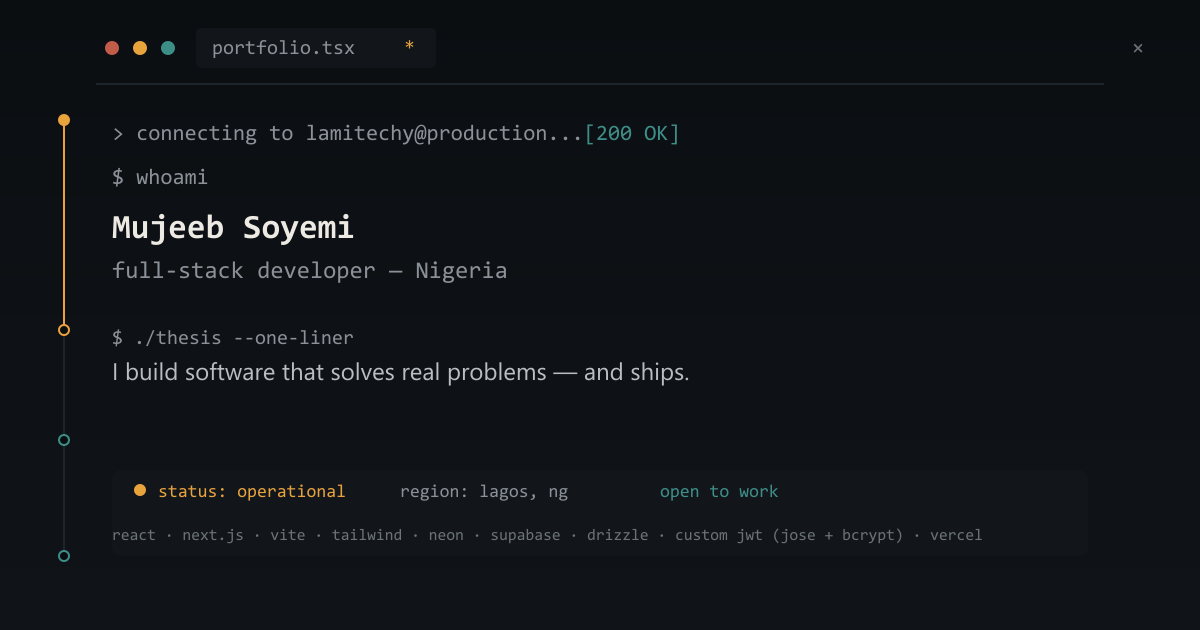 portfolio.tsx *
×
> connecting to lamitechy@production...[200 OK]
$ whoami
Mujeeb Soyemi
full-stack developer — Nigeria
$ ./thesis --one-liner
I build software that solves real problems — and ships.
status: operational region: lagos, ng open to work
react · next.js · vite · tailwind · neon · supabase · drizzle · custom jwt (jose + bcrypt) · vercel